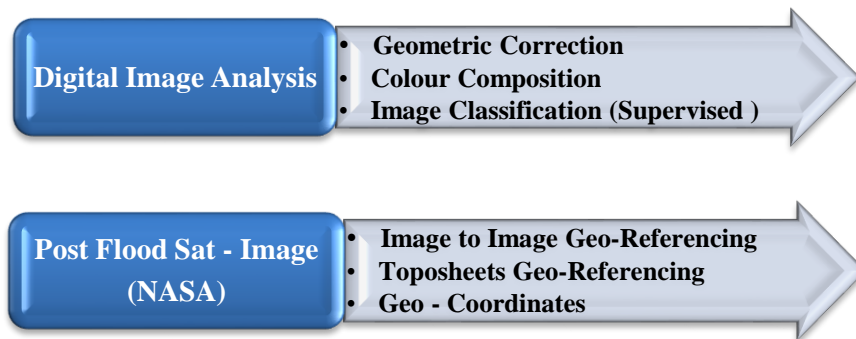 Digital Image Analysis
• Geometric Correction
• Colour Composition
• Image Classification (Supervised )
Post Flood Sat - Image
(NASA)
• Image to Image Geo-Referencing
• Toposheets Geo-Referencing
• Geo - Coordinates